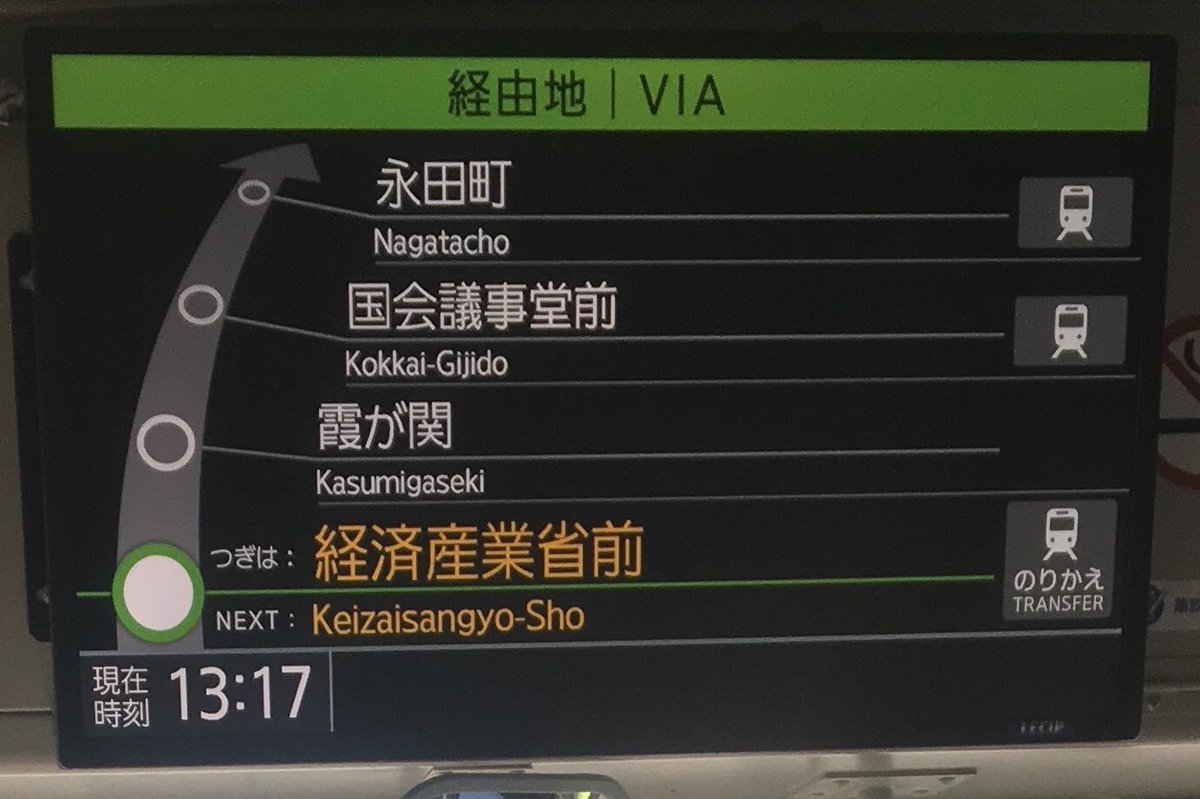 経由地 | VIA
永田町
Nagatacho
国会議事堂前
Kokkai-Gijido
霞が関
Kasumigaseki
つぎは: 経済産業省前
NEXT: Keizaisangyo-Sho
のりかえ
TRANSFER
現在
時刻 13:17
LECIP